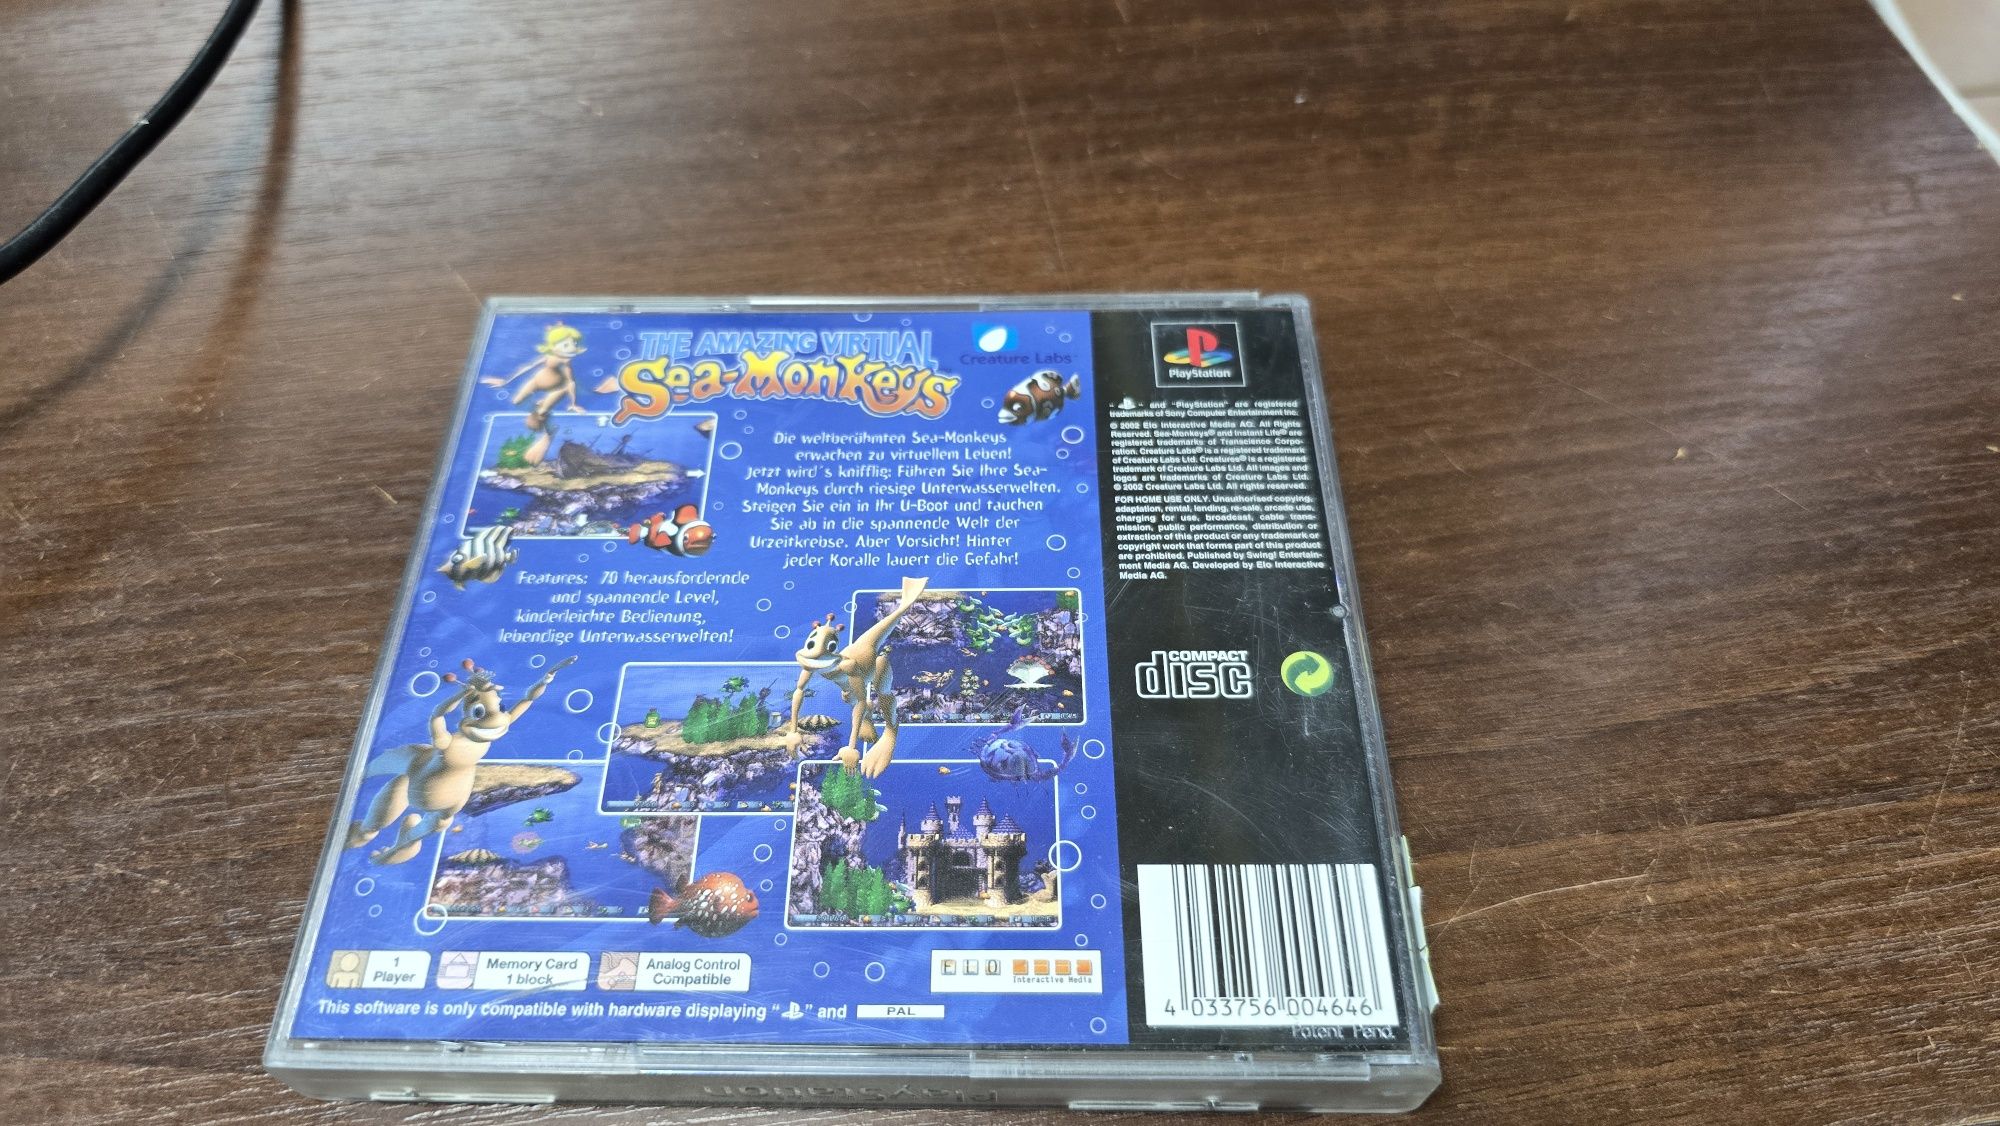 THE AMAZING VIRTUAL
Sea-Monkeys
Creature Labs
Die weltberühmten Sea-Monkeys
erwachen zu virtuellem Leben!
Jetzt wird´s knifflig: Führen Sie Ihre Sea-
Monkeys durch riesige Unterwasserwelten.
Steigen Sie ein in Ihr U-Boot und tauchen
Sie ab in die spannende Welt der
Urzeitkrebse. Aber Vorsicht! Hinter
jeder Koralle lauert die Gefahr!
Features: 70 herausfordernde
und spannende Level,
kinderleichte Bedienung,
lebendige Unterwasserwelten!
1
Player
Memory Card
1 block
Analog Control
Compatible
ELO
Interactive Media
This software is only compatible with hardware displaying " " and PAL
PlayStation
" " and "PlayStation" are registered
trademarks of Sony Computer Entertainment Inc.
© 2002 Elo Interactive Media AG. All Rights
Reserved. Sea-Monkeys® and Instant Life® are
registered trademarks of Transcience Corpo-
ration. Creature Labs® is a registered trademark
of Creature Labs Ltd. Creatures® is a registered
trademark of Creature Labs Ltd. All images and
logos are trademarks of Creature Labs Ltd.
© 2002 Creature Labs Ltd. All rights reserved.
FOR HOME USE ONLY. Unauthorised copying,
adaptation, rental, lending, re-sale, arcade use,
charging for use, broadcast, cable trans-
mission, public performance, distribution or
extraction of this product or any trademark or
copyright work that forms part of this product
are prohibited. Published by Swing! Entertain-
ment Media AG. Developed by Elo Interactive
Media AG.
COMPACT
disc
4 033756 004646
Patent Pend.
PlayStation